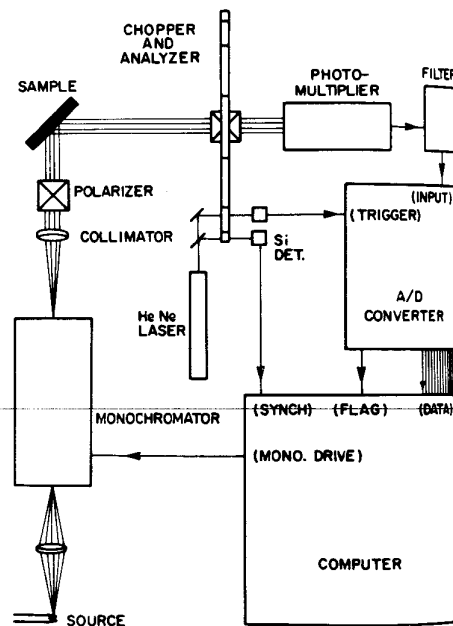 CHOPPER
AND
ANALYZER
SAMPLE
PHOTO-
MULTIPLIER
FILTER
POLARIZER
(INPUT)
(TRIGGER)
COLLIMATOR
Si
DET.
He Ne
LASER
A/D
CONVERTER
MONOCHROMATOR
(SYNCH)
(FLAG)
(DATA)
(MONO. DRIVE)
COMPUTER
SOURCE